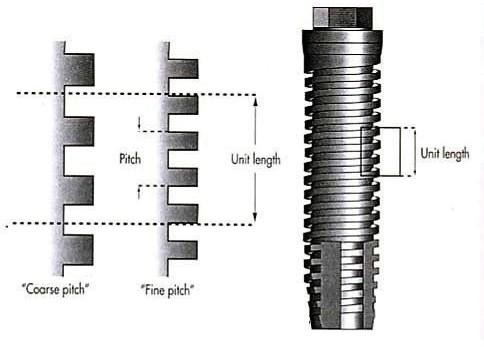 Pitch
Unit length
Unit length
"Coarse pitch"
"Fine pitch"